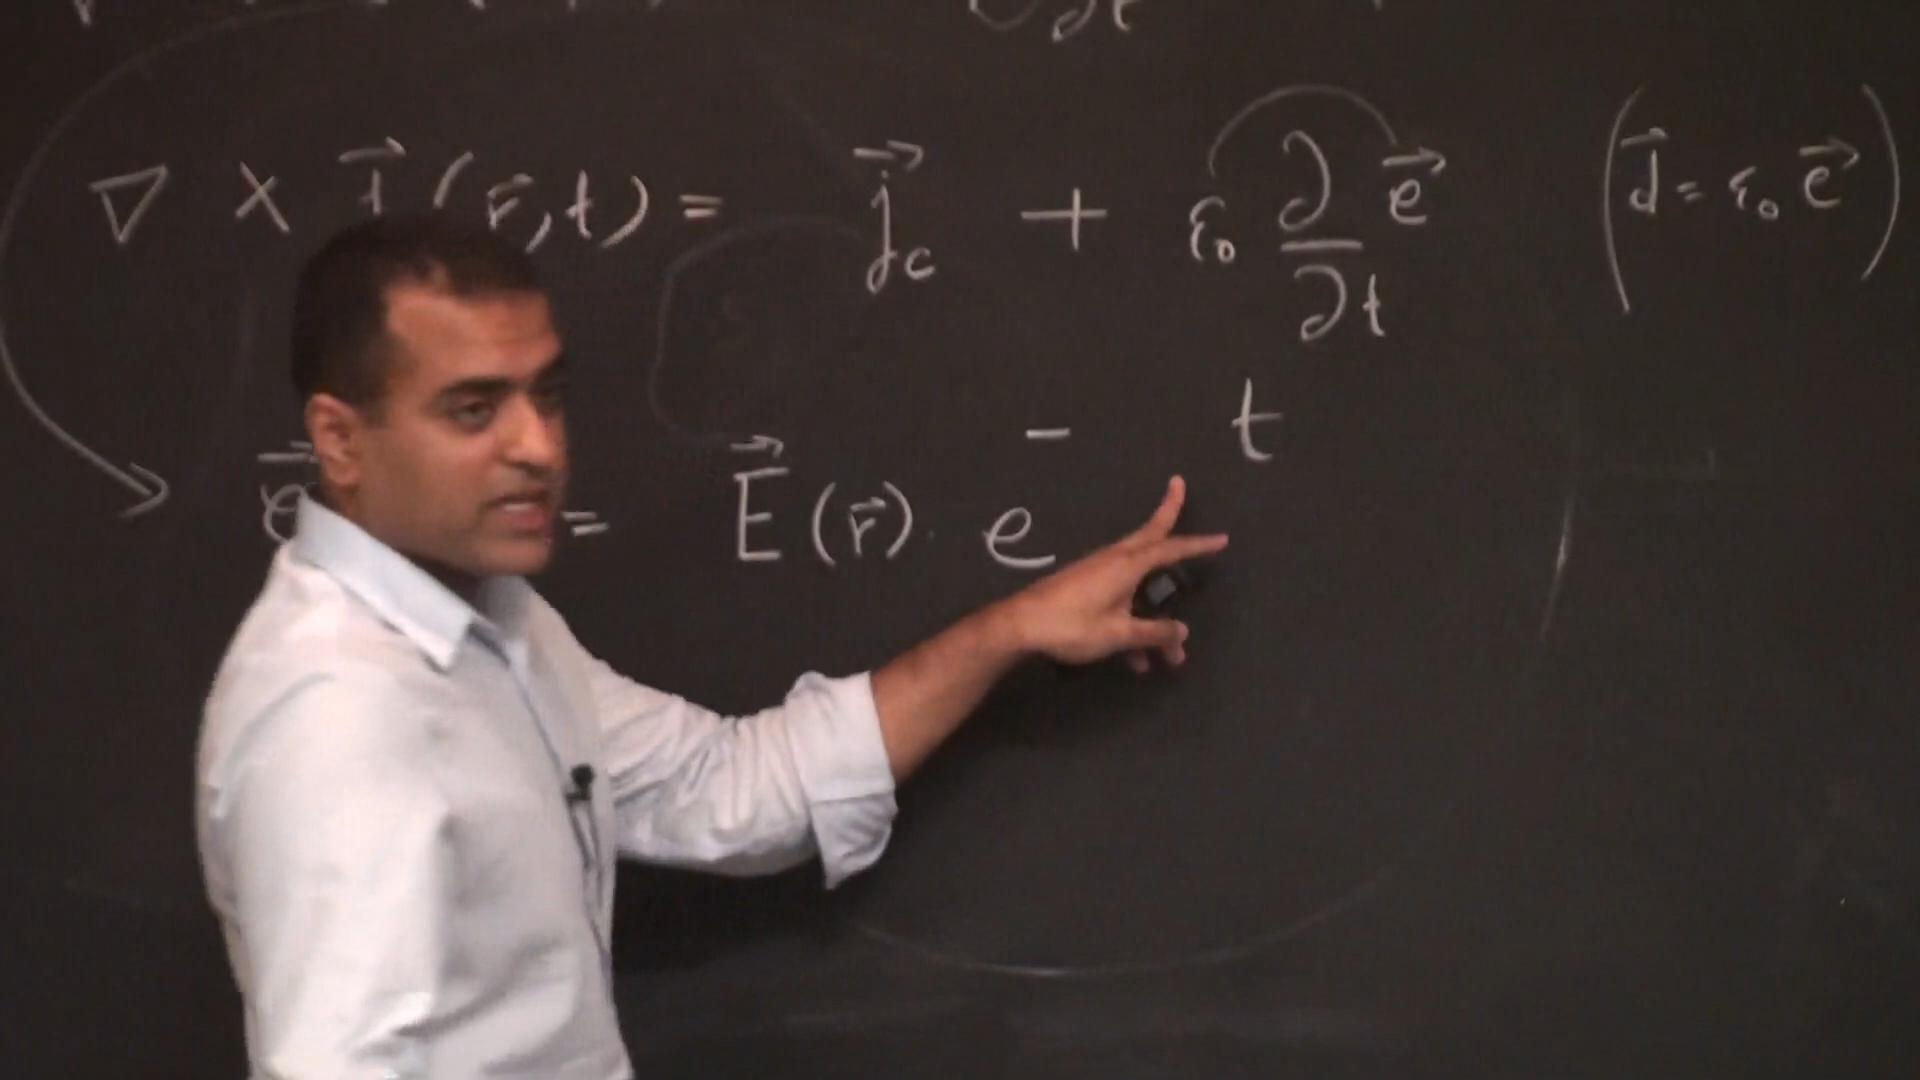 ∂t
∇ × (r⃗,t) = j⃗c + ε₀ ∂/∂t e⃗ (d⃗ = ε₀ e⃗)
e⃗ = E⃗(r⃗) · e^(- t)